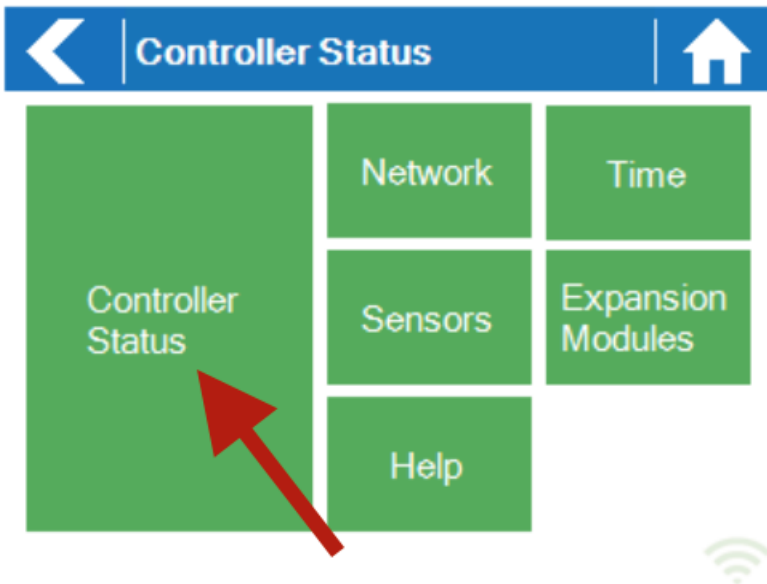 Controller Status
Controller
Status
Network
Time
Sensors
Expansion
Modules
Help